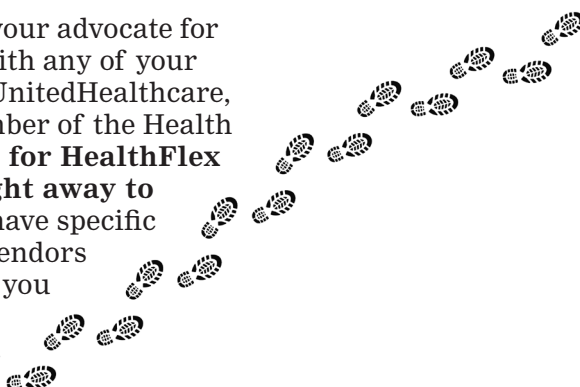 your advocate for
ith any of your
UnitedHealthcare,
ber of the Health
for HealthFlex
ght away to
have specific
endors
you